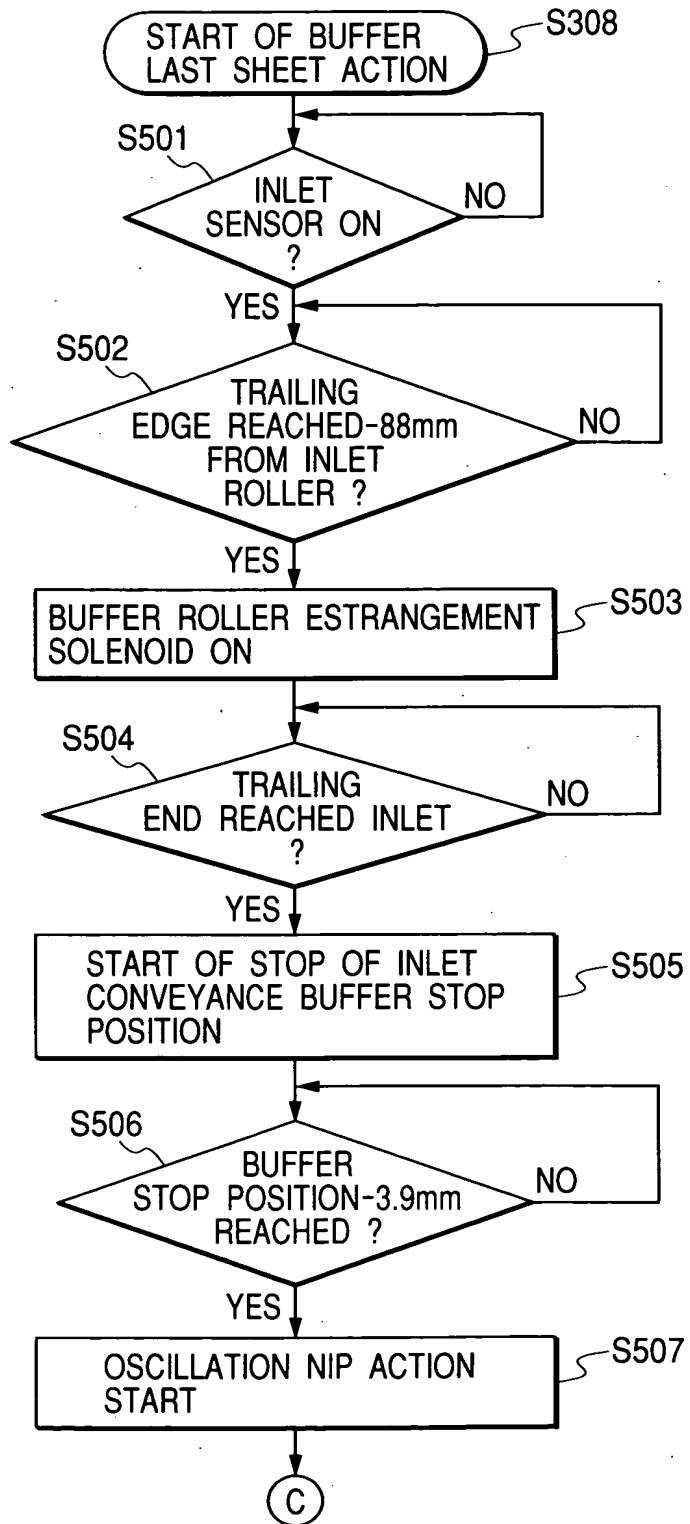 START OF BUFFER
LAST SHEET ACTION
S308
S501
INLET
SENSOR ON
?
NO
YES
S502
TRAILING
EDGE REACHED-88mm
FROM INLET
ROLLER ?
NO
YES
BUFFER ROLLER ESTRANGEMENT
SOLENOID ON
S503
S504
TRAILING
END REACHED INLET
?
NO
YES
START OF STOP OF INLET
CONVEYANCE BUFFER STOP
POSITION
S505
S506
BUFFER
STOP POSITION-3.9mm
REACHED ?
NO
YES
OSCILLATION NIP ACTION
START
S507
C